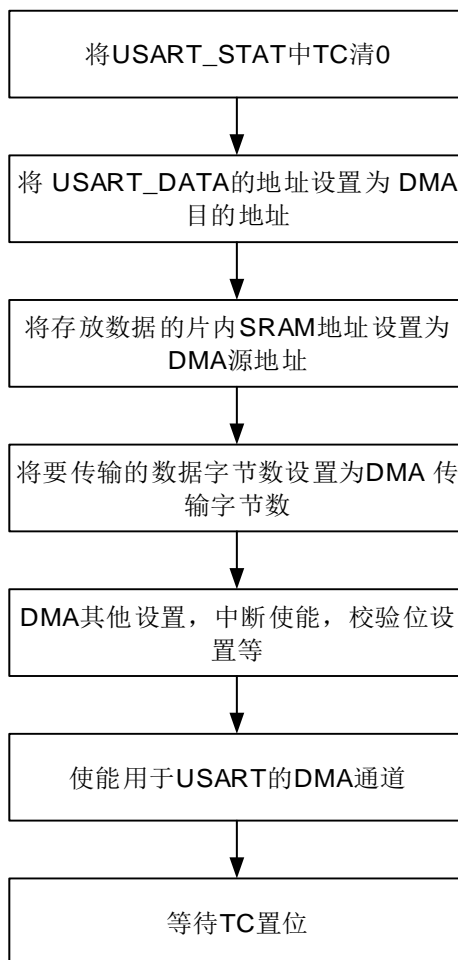 将USART_STAT中TC清0
将 USART_DATA的地址设置为 DMA
目的地址
将存放数据的片内SRAM地址设置为
DMA源地址
将要传输的数据字节数设置为DMA 传
输字节数
DMA其他设置，中断使能，校验位设
置等
使能用于USART的DMA通道
等待TC置位